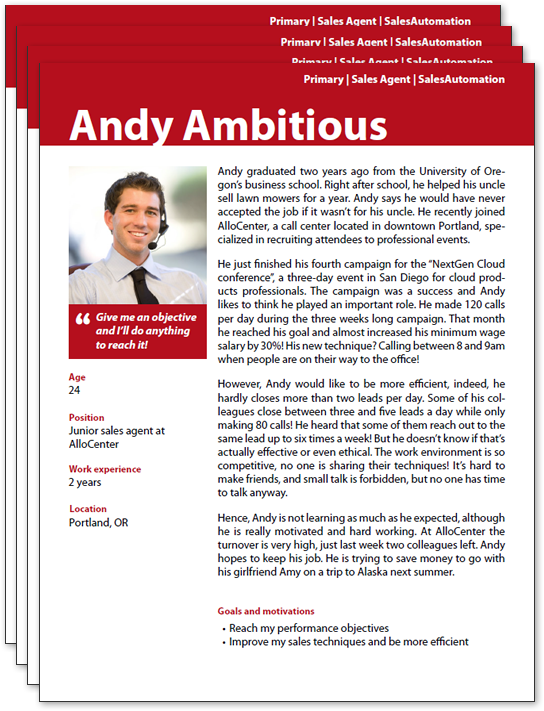 Primary | Sales Agent | SalesAutomation
Primary | Sales Agent | SalesAutomation
Primary | Sales Agent | SalesAutomation
Primary | Sales Agent | SalesAutomation
Andy Ambitious
Andy graduated two years ago from the University of Ore-
gon's business school. Right after school, he helped his uncle
sell lawn mowers for a year. Andy says he would have never
accepted the job if it wasn't for his uncle. He recently joined
AlloCenter, a call center located in downtown Portland, spe-
cialized in recruiting attendees to professional events.
He just finished his fourth campaign for the “NextGen Cloud
conference”, a three-day event in San Diego for cloud prod-
ucts professionals. The campaign was a success and Andy
likes to think he played an important role. He made 120 calls
per day during the three weeks long campaign. That month
he reached his goal and almost increased his minimum wage
salary by 30%! His new technique? Calling between 8 and 9am
when people are on their way to the office!
However, Andy would like to be more efficient, indeed, he
hardly closes more than two leads per day. Some of his col-
leagues close between three and five leads a day while only
making 80 calls! He heard that some of them reach out to the
same lead up to six times a week! But he doesn't know if that's
actually effective or even ethical. The work environment is so
competitive, no one is sharing their techniques! It's hard to
make friends, and small talk is forbidden, but no one has time
to talk anyway.
Hence, Andy is not learning as much as he expected, although
he is really motivated and hard working. At AlloCenter the
turnover is very high, just last week two colleagues left. Andy
hopes to keep his job. He is trying to save money to go with
his girlfriend Amy on a trip to Alaska next summer.
Goals and motivations
• Reach my performance objectives
• Improve my sales techniques and be more efficient
“ Give me an objective
and I'll do anything
to reach it!
Age
24
Position
Junior sales agent at
AlloCenter
Work experience
2 years
Location
Portland, OR